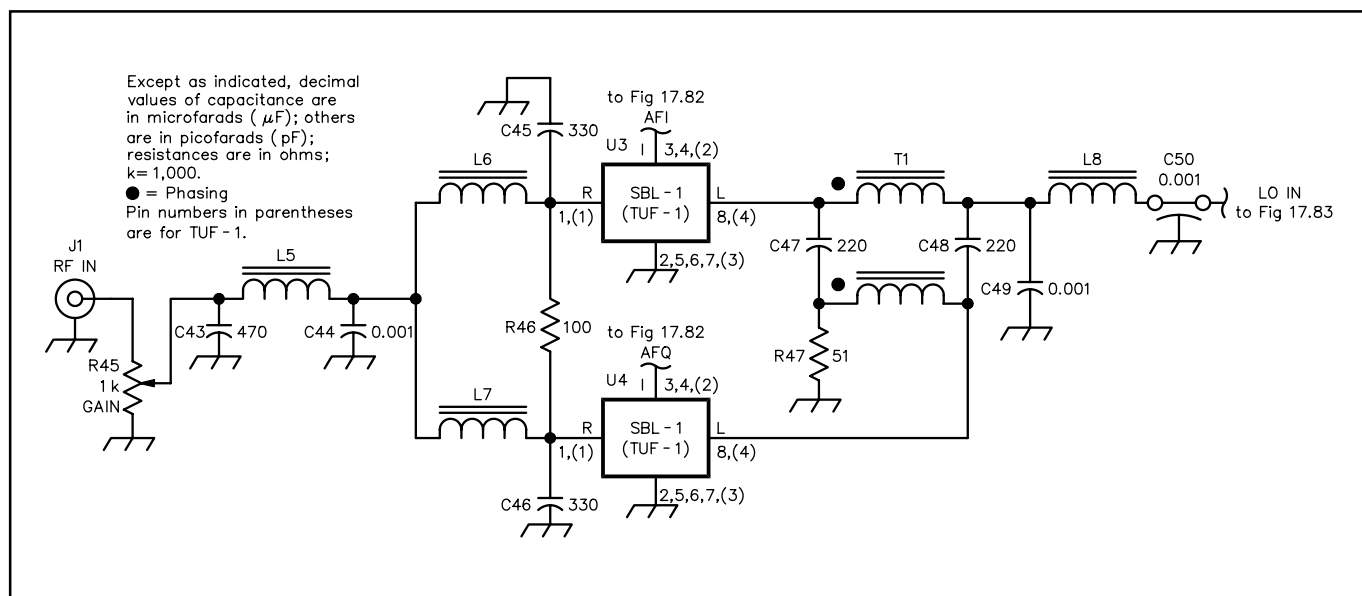 Except as indicated, decimal
values of capacitance are
in microfarads ( μF); others
are in picofarads ( pF);
resistances are in ohms;
k= 1,000.
● = Phasing
Pin numbers in parentheses
are for TUF-1.
J1
RF IN
R45
1 k
GAIN
C43
470
L5
C44
0.001
L6
L7
C45
330
R46
100
C46
330
to Fig 17.82
AFI
U3
I
3,4,(2)
R
1,(1)
SBL-1
(TUF-1)
L
8,(4)
2,5,6,7,(3)
to Fig 17.82
AFQ
U4
I
3,4,(2)
R
1,(1)
SBL-1
(TUF-1)
L
8,(4)
2,5,6,7,(3)
T1
C47
220
C48
220
R47
51
C49
0.001
L8
C50
0.001
LO IN
to Fig 17.83